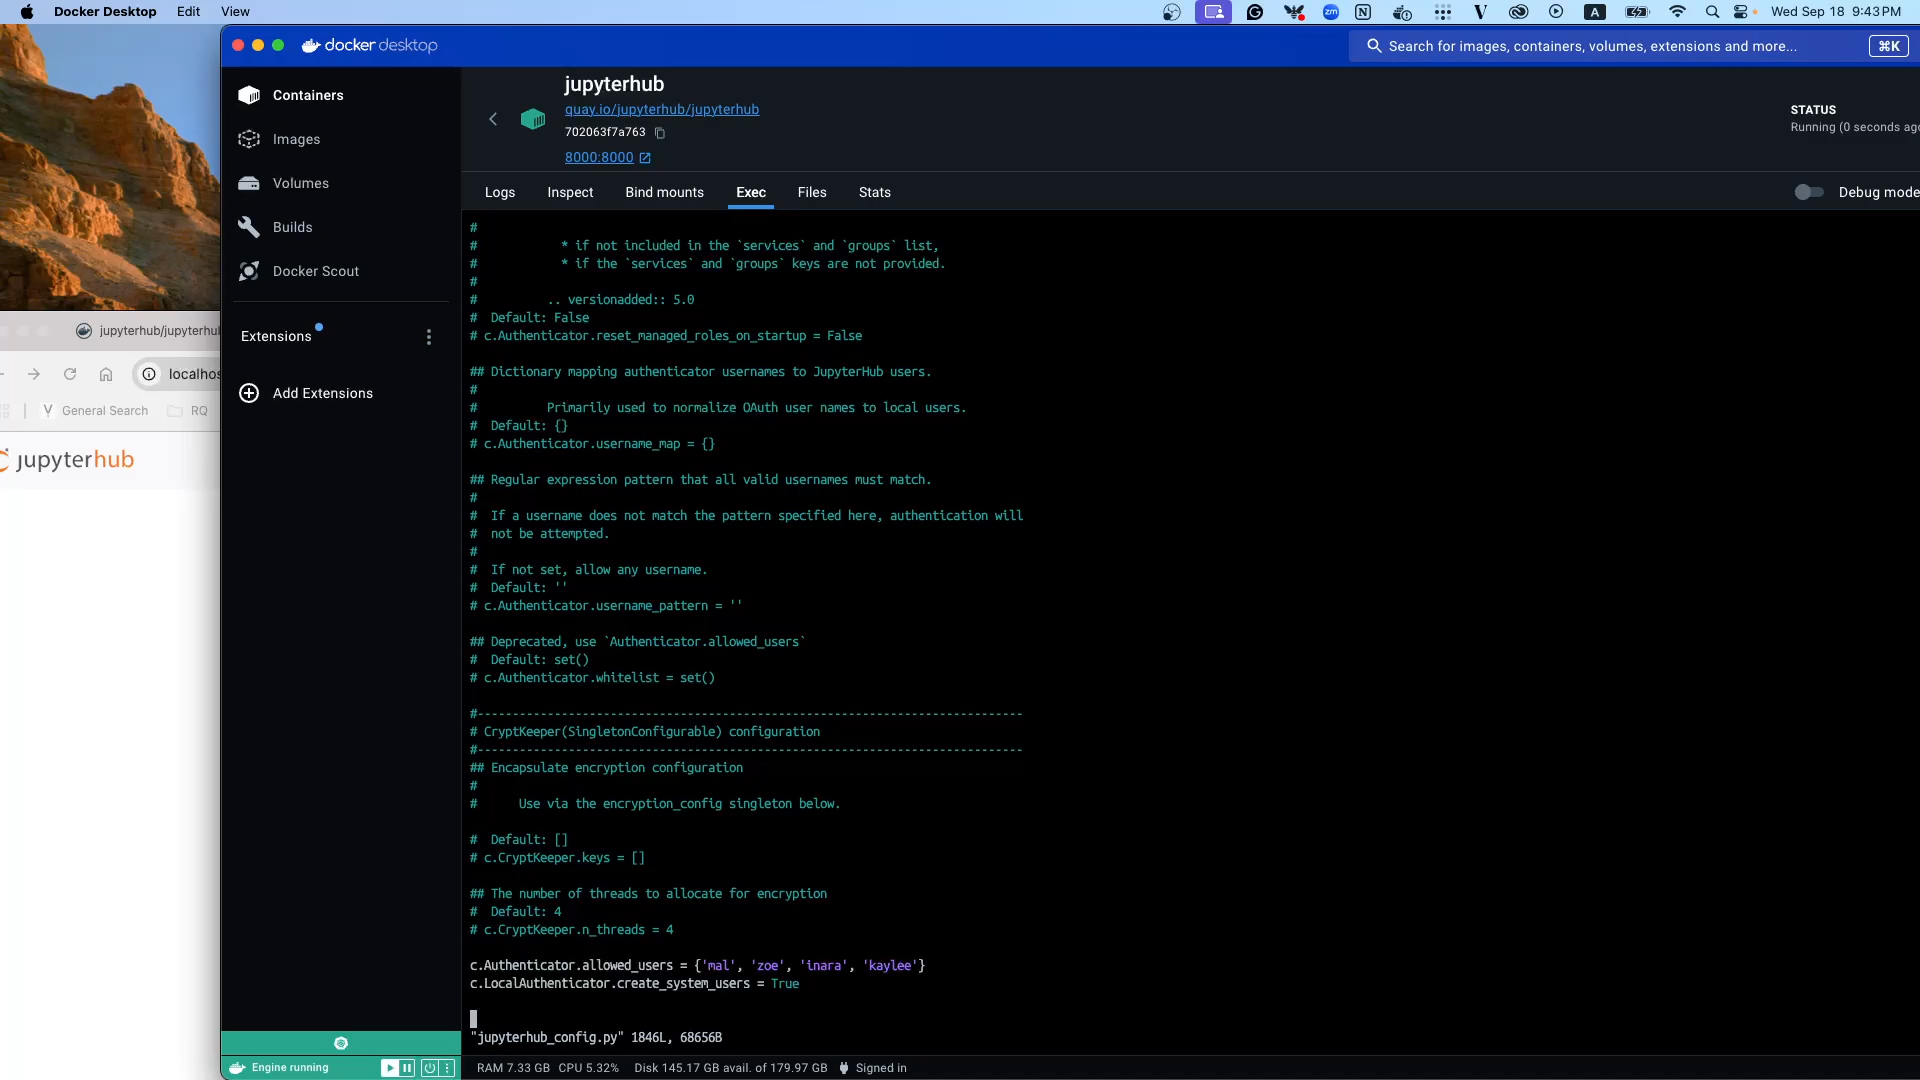 Docker Desktop Edit View
zm
N
V
A
Wed Sep 18 9:43PM
docker desktop
Search for images, containers, volumes, extensions and more...
⌘K
Containers
Images
Volumes
Builds
Docker Scout
Extensions
Add Extensions
jupyterhub
quay.io/jupyterhub/jupyterhub
702063f7a763
8000:8000
STATUS
Running (0 seconds ago
Logs Inspect Bind mounts Exec Files Stats
Debug mode
jupyterhub/jupyterhu
localhos
V General Search RQ
jupyterhub
#
# * if not included in the `services` and `groups` list,
# * if the `services` and `groups` keys are not provided.
#
# .. versionadded:: 5.0
# Default: False
# c.Authenticator.reset_managed_roles_on_startup = False
## Dictionary mapping authenticator usernames to JupyterHub users.
#
# Primarily used to normalize OAuth user names to local users.
# Default: {}
# c.Authenticator.username_map = {}
## Regular expression pattern that all valid usernames must match.
#
# If a username does not match the pattern specified here, authentication will
# not be attempted.
#
# If not set, allow any username.
# Default: ''
# c.Authenticator.username_pattern = ''
## Deprecated, use `Authenticator.allowed_users`
# Default: set()
# c.Authenticator.whitelist = set()
#------------------------------------------------------------------------------
# CryptKeeper(SingletonConfigurable) configuration
#------------------------------------------------------------------------------
## Encapsulate encryption configuration
#
# Use via the encryption_config singleton below.
# Default: []
# c.CryptKeeper.keys = []
## The number of threads to allocate for encryption
# Default: 4
# c.CryptKeeper.n_threads = 4
c.Authenticator.allowed_users = {'mal', 'zoe', 'inara', 'kaylee'}
c.LocalAuthenticator.create_system_users = True
"jupyterhub_config.py" 1846L, 68656B
Engine running
RAM 7.33 GB CPU 5.32% Disk 145.17 GB avail. of 179.97 GB Signed in